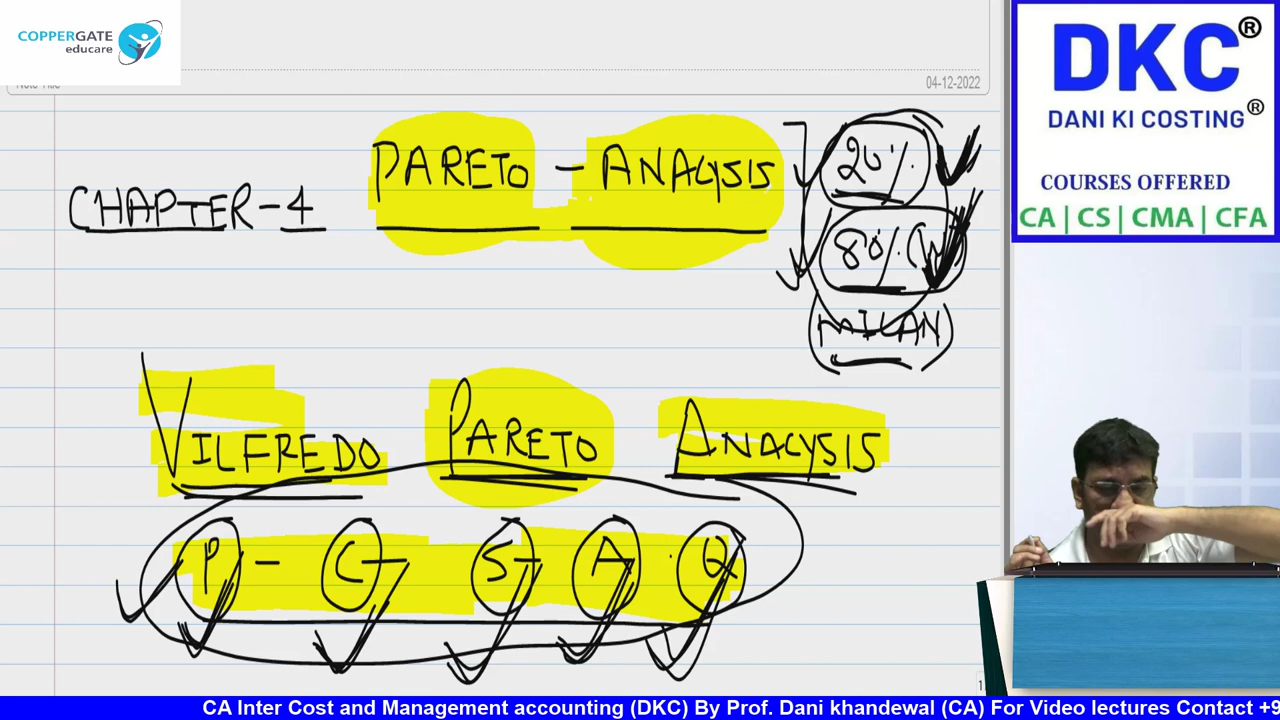 COPPERGATE
educare
04-12-2022
CHAPTER-4 PARETO - ANALYSIS
20%
80% (W)
(MILAN)
VILFREDO PARETO ANALYSIS
P - C - S - A · Q
1
DKC®
DANI KI COSTING®
COURSES OFFERED
CA | CS | CMA | CFA
CA Inter Cost and Management accounting (DKC) By Prof. Dani khandewal (CA) For Video lectures Contact +9